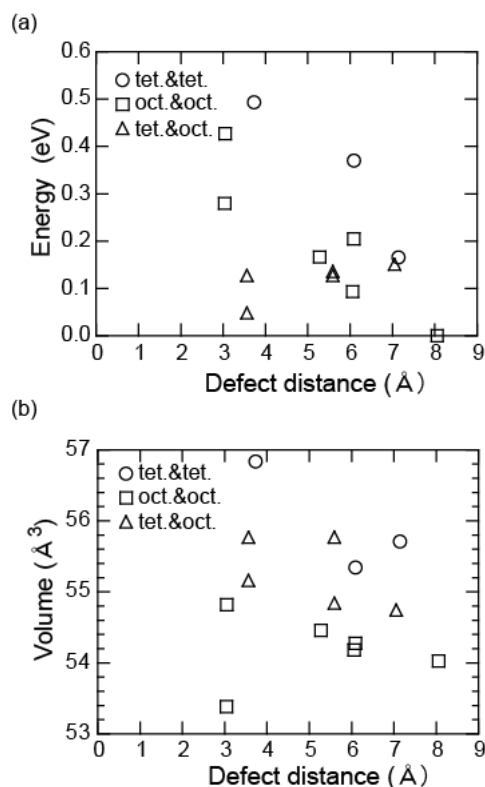 (a)
0.6
tet.&tet.
oct.&oct.
tet.&oct.
0.5
0.4
0.3
0.2
0.1
0.0
Energy (eV)
0 1 2 3 4 5 6 7 8 9
Defect distance (Å)
(b)
57
tet.&tet.
oct.&oct.
tet.&oct.
56
55
54
53
Volume (Å3)
0 1 2 3 4 5 6 7 8 9
Defect distance (Å)